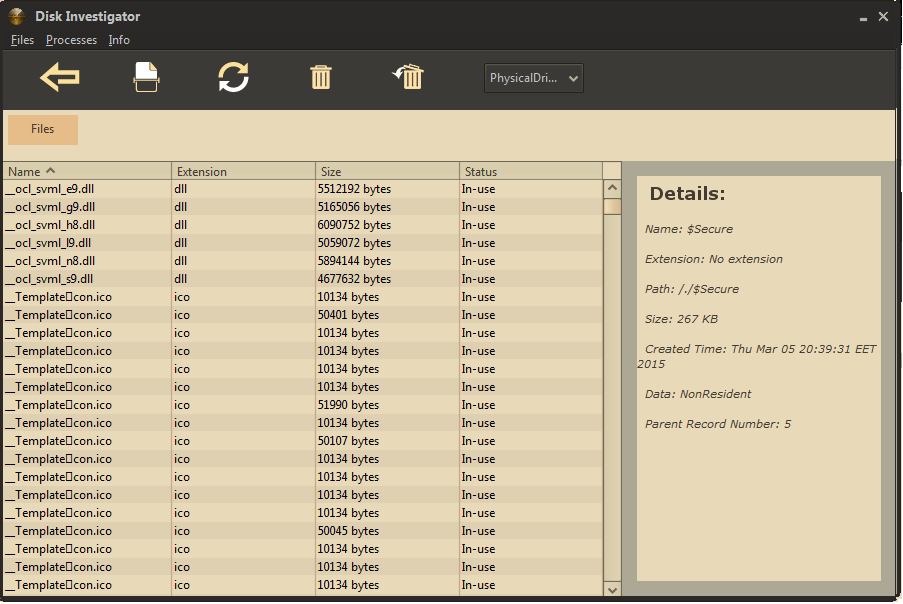 Disk Investigator
Files Processes Info
PhysicalDri...
Files
Name Extension Size Status
__ocl_svml_e9.dll dll 5512192 bytes In-use
__ocl_svml_g9.dll dll 5165056 bytes In-use
__ocl_svml_h8.dll dll 6090752 bytes In-use
__ocl_svml_l9.dll dll 5059072 bytes In-use
__ocl_svml_n8.dll dll 5894144 bytes In-use
__ocl_svml_s9.dll dll 4677632 bytes In-use
__Template▯con.ico ico 10134 bytes In-use
__Template▯con.ico ico 50401 bytes In-use
__Template▯con.ico ico 10134 bytes In-use
__Template▯con.ico ico 10134 bytes In-use
__Template▯con.ico ico 10134 bytes In-use
__Template▯con.ico ico 10134 bytes In-use
__Template▯con.ico ico 51990 bytes In-use
__Template▯con.ico ico 10134 bytes In-use
__Template▯con.ico ico 50107 bytes In-use
__Template▯con.ico ico 10134 bytes In-use
__Template▯con.ico ico 10134 bytes In-use
__Template▯con.ico ico 10134 bytes In-use
__Template▯con.ico ico 10134 bytes In-use
__Template▯con.ico ico 50045 bytes In-use
__Template▯con.ico ico 10134 bytes In-use
__Template▯con.ico ico 10134 bytes In-use
__Template▯con.ico ico 10134 bytes In-use
Details:
Name: $Secure
Extension: No extension
Path: /./$Secure
Size: 267 KB
Created Time: Thu Mar 05 20:39:31 EET
2015
Data: NonResident
Parent Record Number: 5